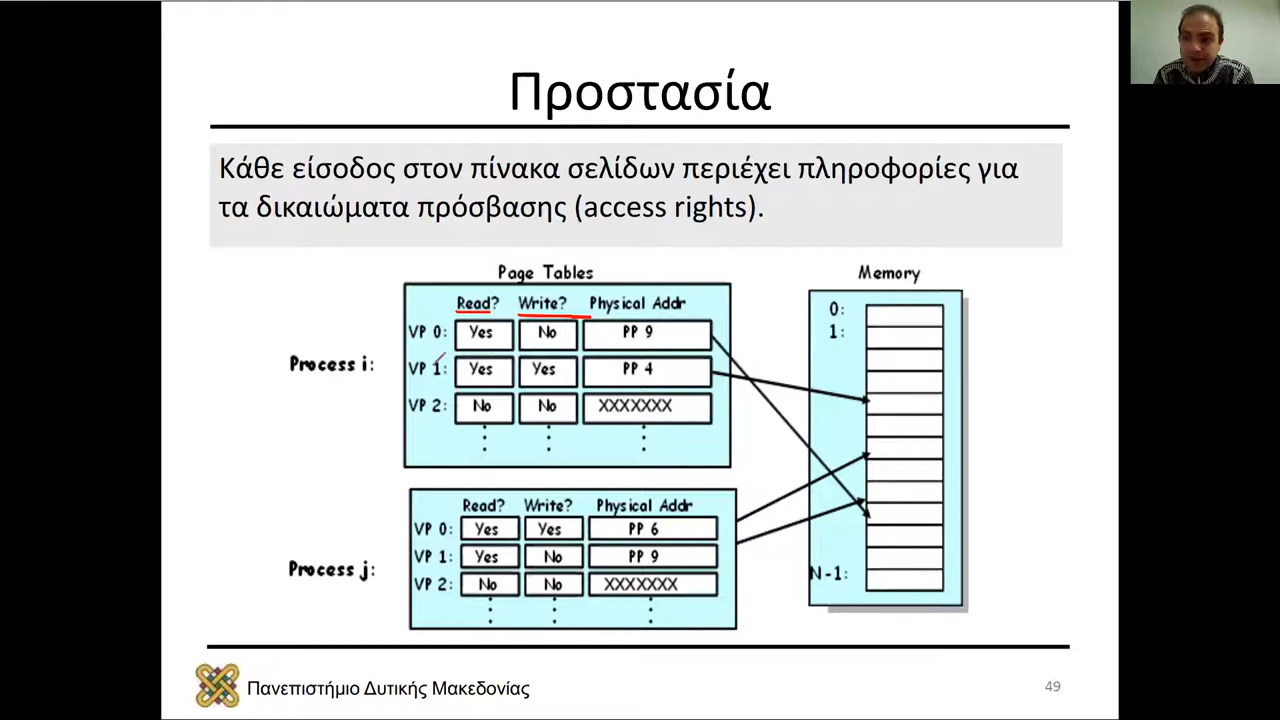 Προστασία
Κάθε είσοδος στον πίνακα σελίδων περιέχει πληροφορίες για
τα δικαιώματα πρόσβασης (access rights).
Page Tables
Memory
Read? Write? Physical Addr
VP 0: Yes No PP 9
VP 1: Yes Yes PP 4
VP 2: No No XXXXXXX
Process i:
0:
1:
N-1:
Read? Write? Physical Addr
VP 0: Yes Yes PP 6
VP 1: Yes No PP 9
VP 2: No No XXXXXXX
Process j:
Πανεπιστήμιο Δυτικής Μακεδονίας
49